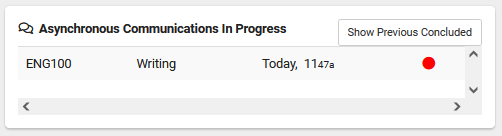 Asynchronous Communications In Progress
Show Previous Concluded
ENG100 Writing Today, 1147a